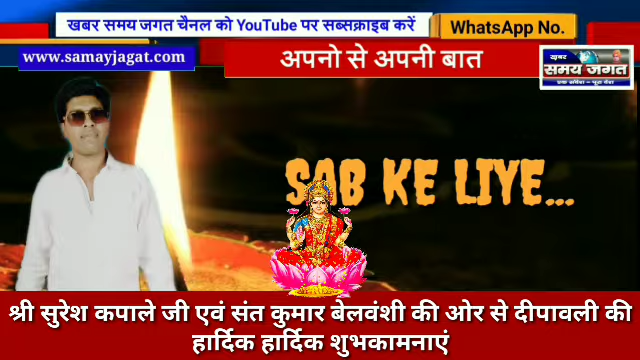 खबर समय जगत चैनल को YouTube पर सब्सक्राइब करें
WhatsApp No.
www.samayjagat.com
अपनो से अपनी बात
खबर
समय जगत
SAB KE LIYE...
श्री सुरेश कपाले जी एवं संत कुमार बेलवंशी की ओर से दीपावली की
हार्दिक हार्दिक शुभकामनाएं